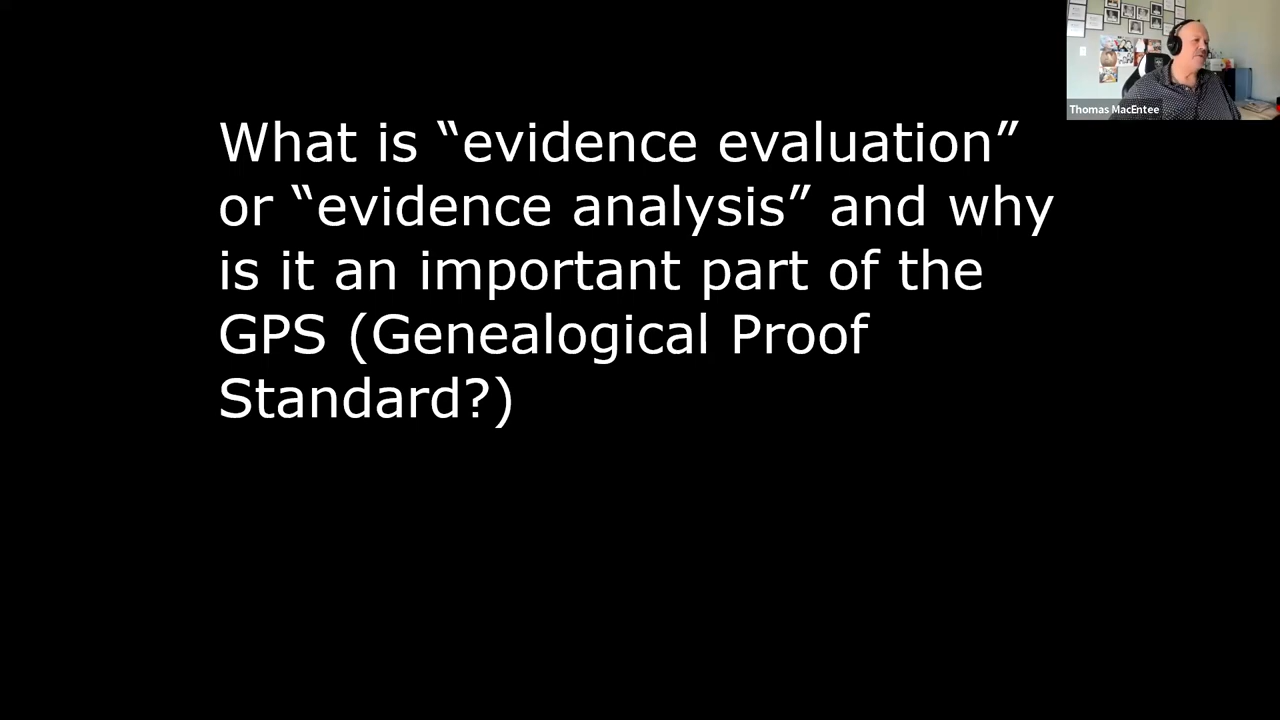 Thomas MacEntee
What is “evidence evaluation”
or “evidence analysis” and why
is it an important part of the
GPS (Genealogical Proof
Standard?)